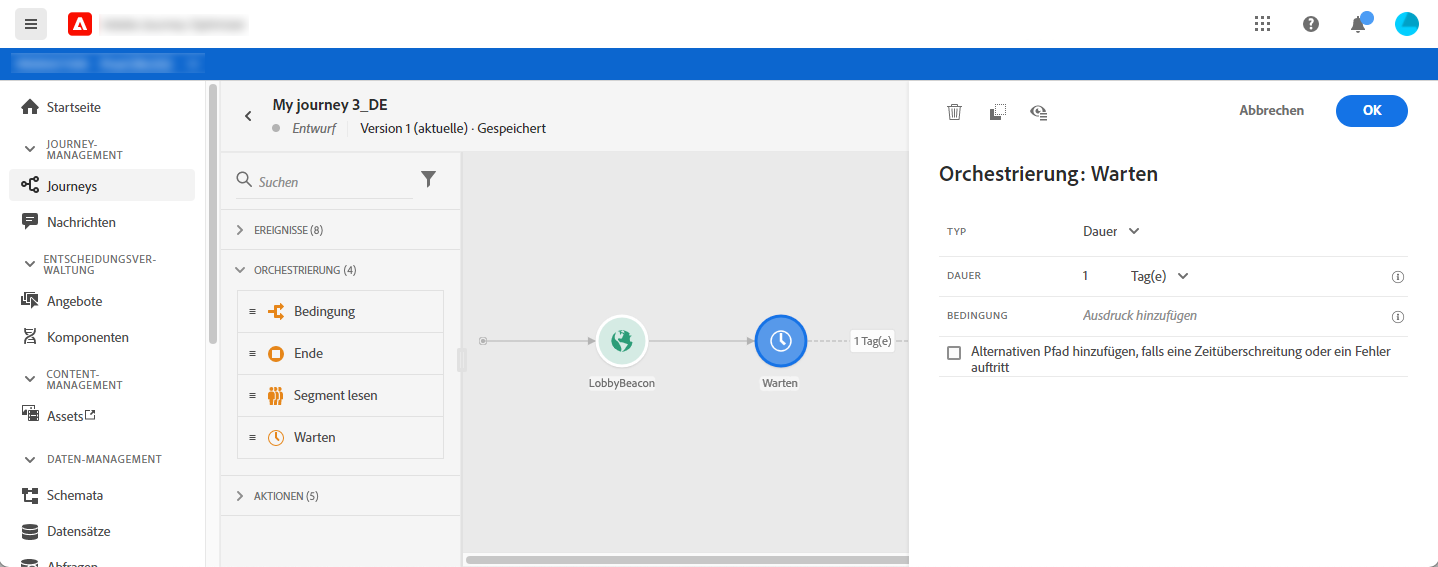 Startseite
JOURNEY-
MANAGEMENT
Journeys
Nachrichten
ENTSCHEIDUNGSVER-
WALTUNG
Angebote
Komponenten
CONTENT-
MANAGEMENT
Assets
DATEN-MANAGEMENT
Schemata
Datensätze
Abfragen
My journey 3_DE
Entwurf Version 1 (aktuelle) · Gespeichert
Suchen
EREIGNISSE (8)
ORCHESTRIERUNG (4)
Bedingung
Ende
Segment lesen
Warten
AKTIONEN (5)
LobbyBeacon
Warten
1 Tag(e)
Abbrechen
OK
Orchestrierung: Warten
TYP Dauer
DAUER 1 Tag(e)
BEDINGUNG Ausdruck hinzufügen
Alternativen Pfad hinzufügen, falls eine Zeitüberschreitung oder ein Fehler
auftritt